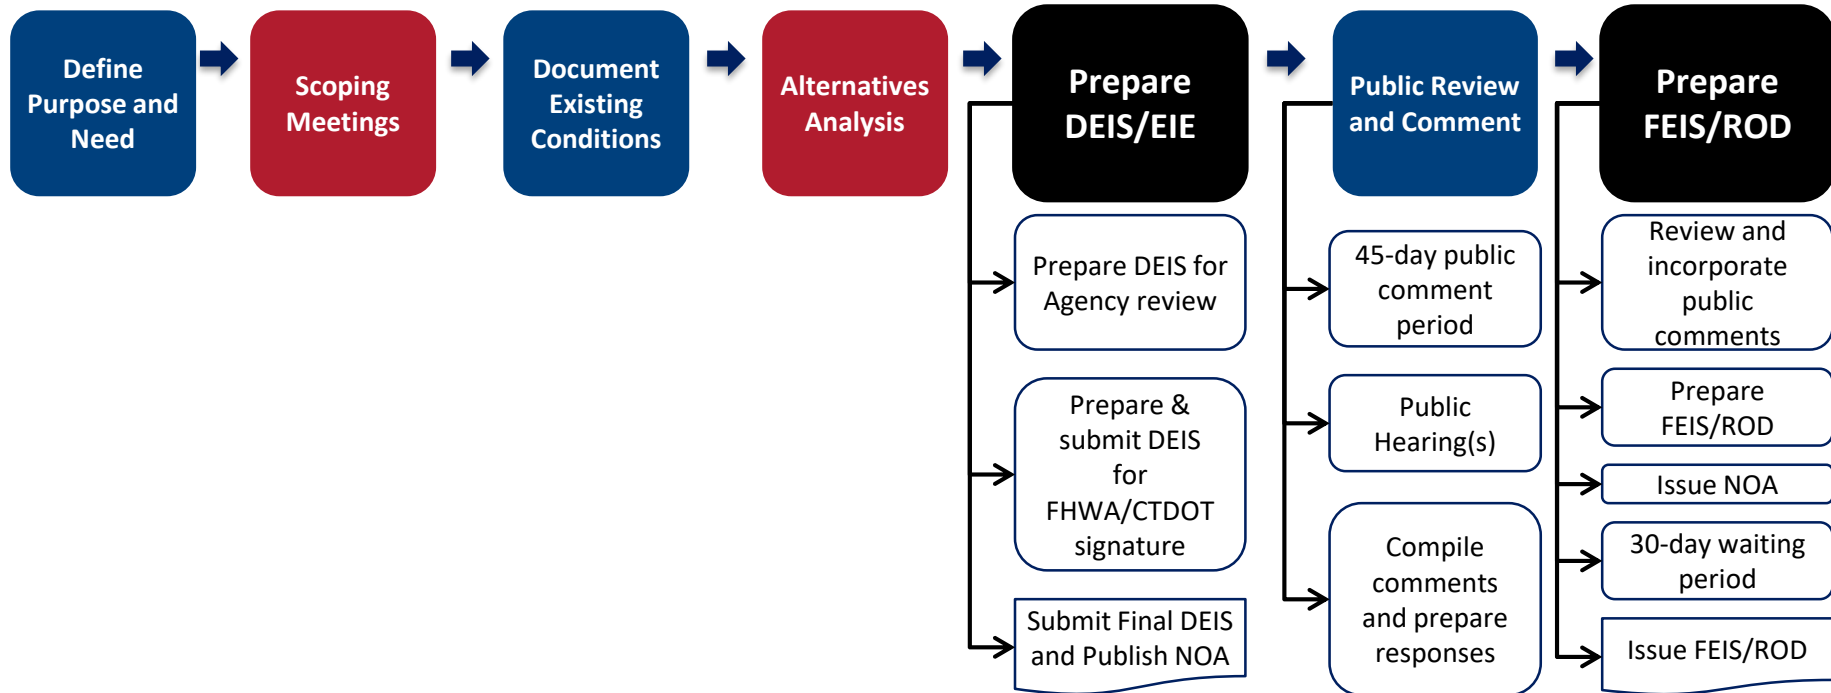 Define
Purpose and
Need
Scoping
Meetings
Document
Existing
Conditions
Alternatives
Analysis
Prepare
DEIS/EIE
Public Review
and Comment
Prepare
FEIS/ROD
Prepare DEIS for
Agency review
Prepare &
submit DEIS
for
FHWA/CTDOT
signature
Submit Final DEIS
and Publish NOA
45-day public
comment
period
Public
Hearing(s)
Compile
comments
and prepare
responses
Review and
incorporate
public
comments
Prepare
FEIS/ROD
Issue NOA
30-day waiting
period
Issue FEIS/ROD